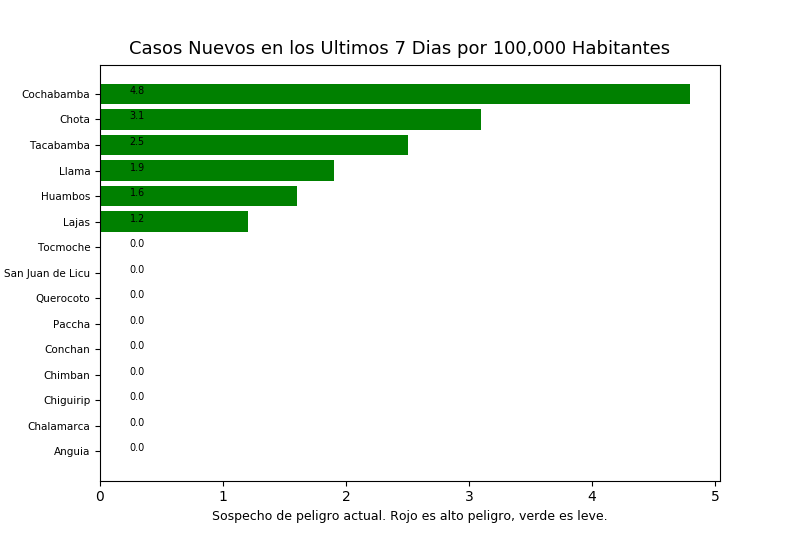 Casos Nuevos en los Ultimos 7 Dias por 100,000 Habitantes
Cochabamba 4.8
Chota 3.1
Tacabamba 2.5
Llama 1.9
Huambos 1.6
Lajas 1.2
Tocmoche 0.0
San Juan de Licu 0.0
Querocoto 0.0
Paccha 0.0
Conchan 0.0
Chimban 0.0
Chiguirip 0.0
Chalamarca 0.0
Anguia 0.0
0 1 2 3 4 5
Sospecho de peligro actual. Rojo es alto peligro, verde es leve.